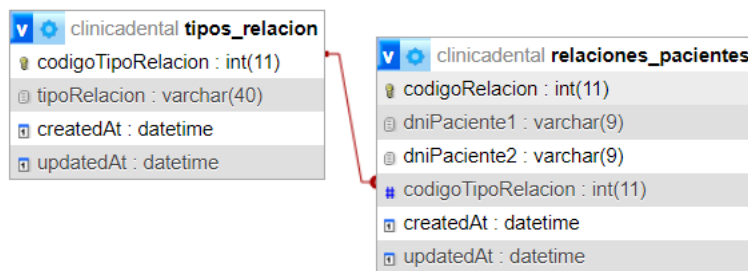 v clinicadental tipos_relacion
codigoTipoRelacion : int(11)
tipoRelacion : varchar(40)
createdAt : datetime
updatedAt : datetime
v clinicadental relaciones_pacientes
codigoRelacion : int(11)
dniPaciente1 : varchar(9)
dniPaciente2 : varchar(9)
# codigoTipoRelacion : int(11)
createdAt : datetime
updatedAt : datetime